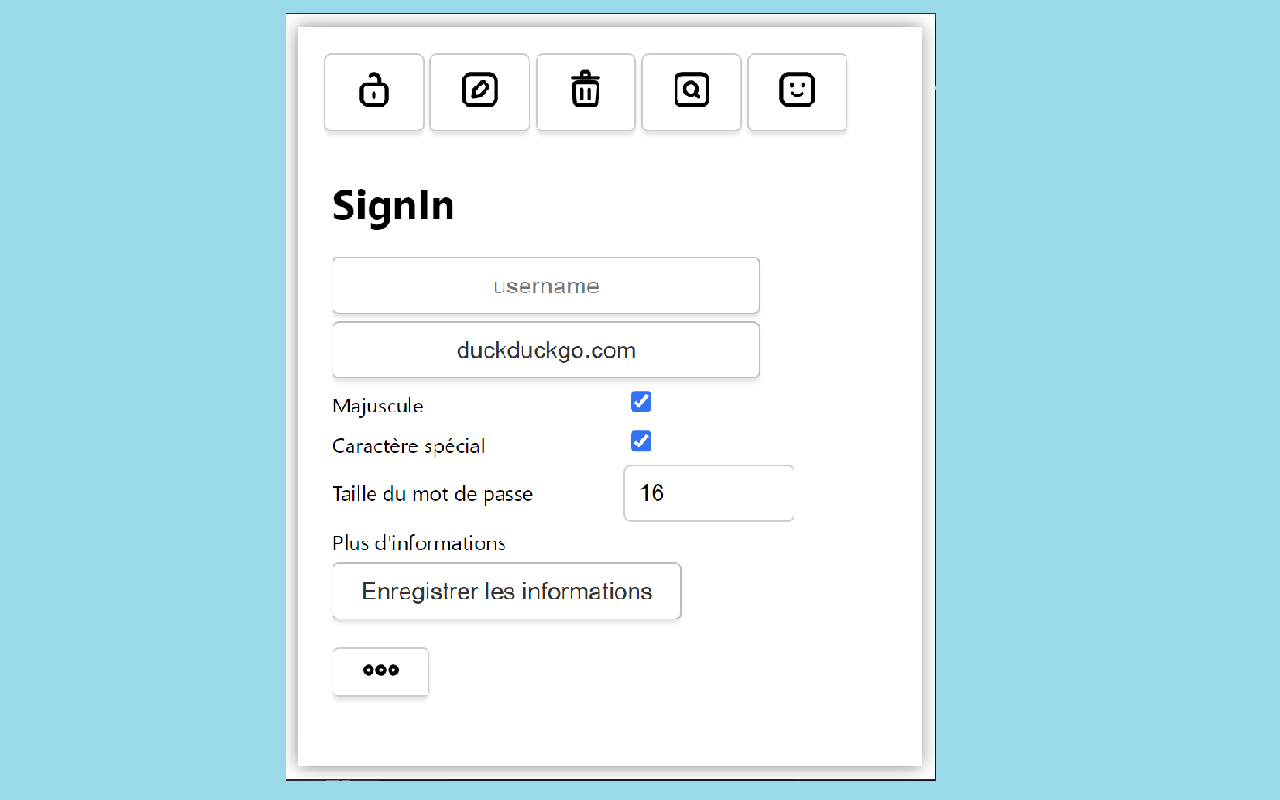 SignIn
username
duckduckgo.com
Majuscule
Caractère spécial
Taille du mot de passe
16
Plus d'informations
Enregistrer les informations